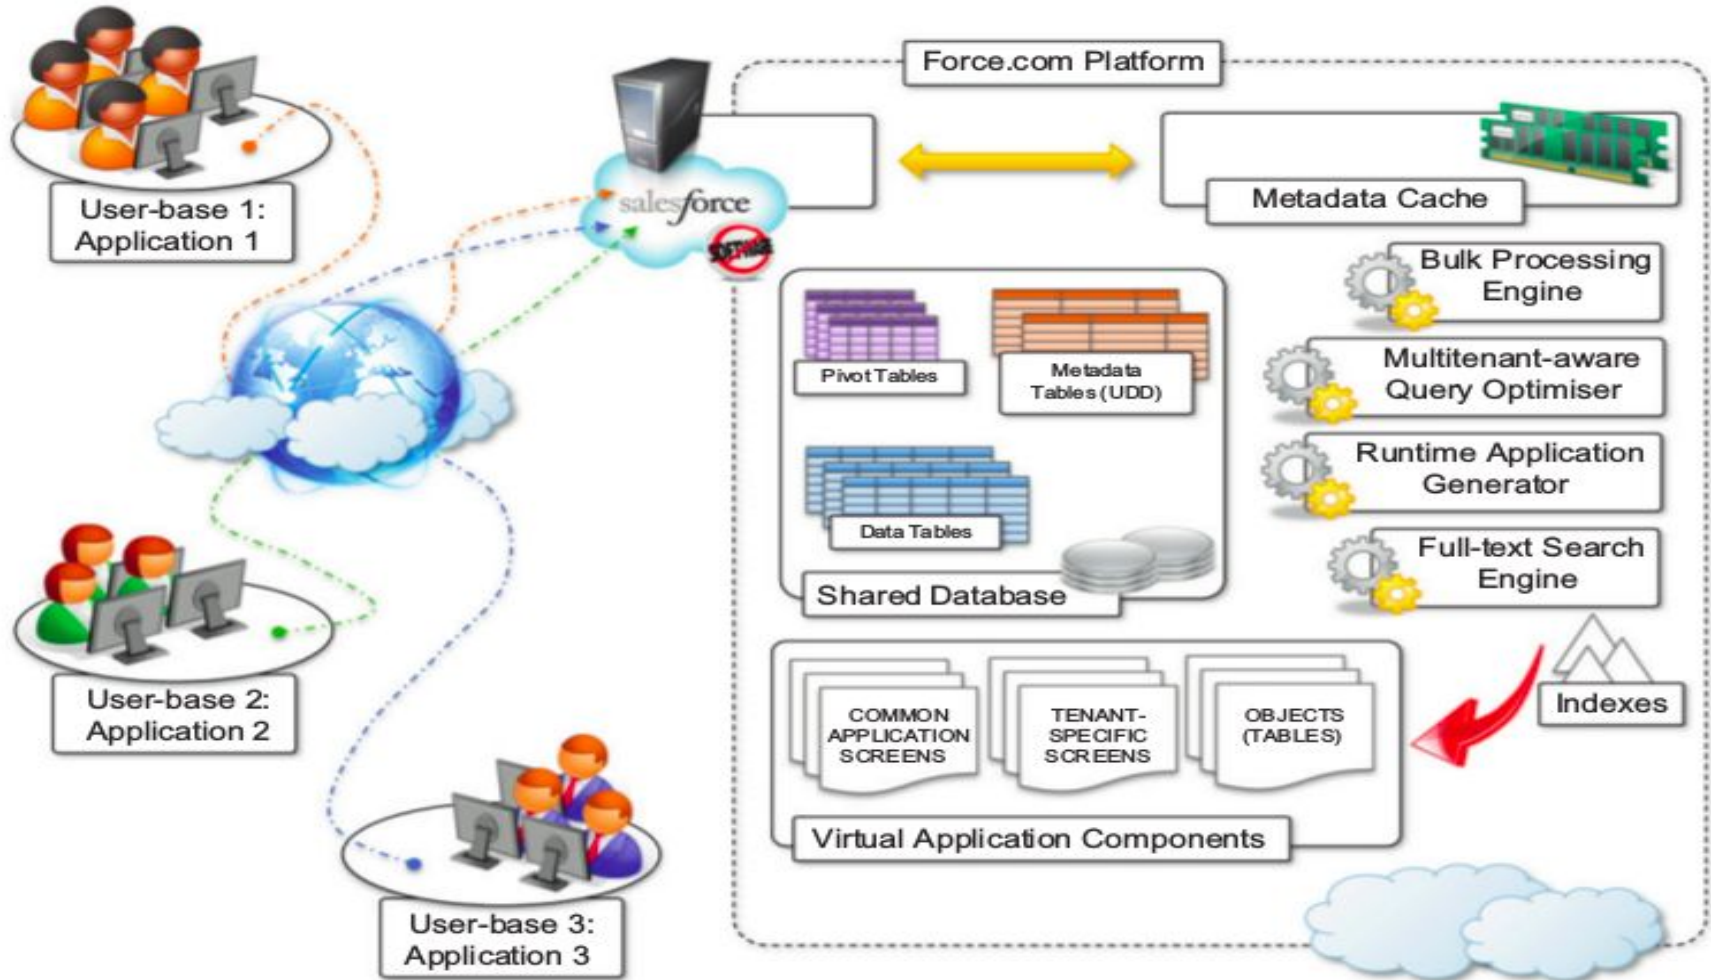 Force.com Platform
User-base 1:
Application 1
salesforce
SOFTWARE
Metadata Cache
Bulk Processing
Engine
Multitenant-aware
Query Optimiser
Runtime Application
Generator
Full-text Search
Engine
Indexes
Pivot Tables
Metadata
Tables (UDD)
Data Tables
Shared Database
User-base 2:
Application 2
COMMON
APPLICATION
SCREENS
TENANT-
SPECIFIC
SCREENS
OBJECTS
(TABLES)
Virtual Application Components
User-base 3:
Application 3